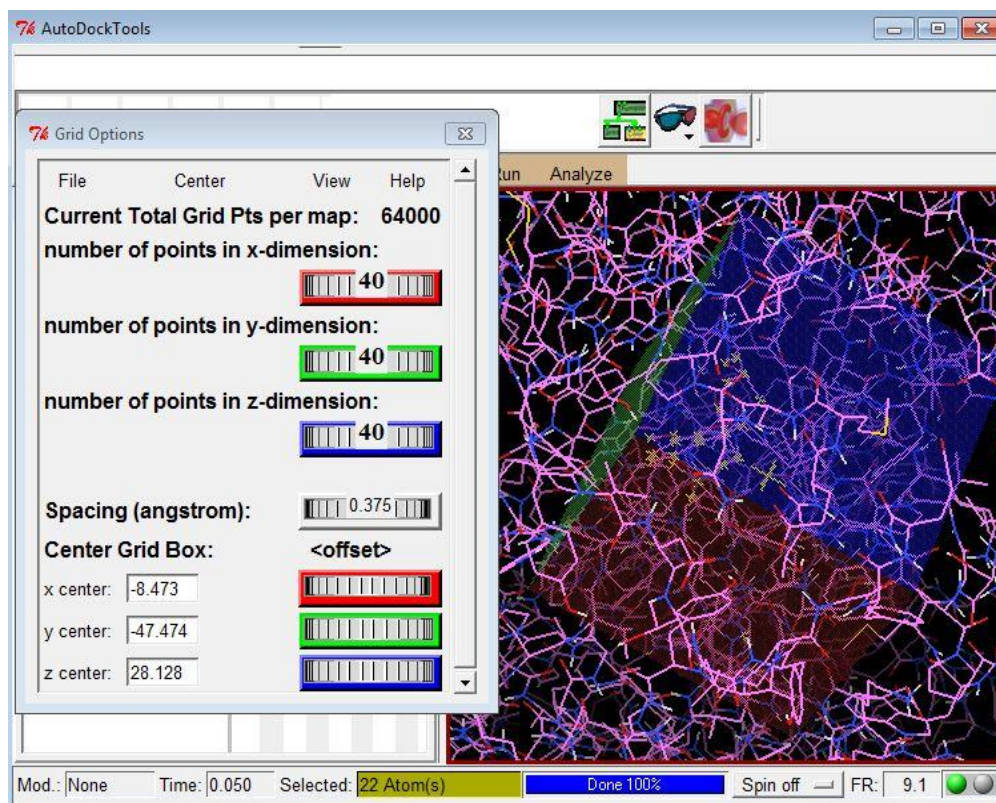 7% AutoDockTools
7% Grid Options
Run Analyze
File Center View Help
Current Total Grid Pts per map: 64000
number of points in x-dimension:
40
number of points in y-dimension:
40
number of points in z-dimension:
40
Spacing (angstrom): 0.375
Center Grid Box: <offset>
x center: -8.473
y center: -47.474
z center: 28.128
Mod.: None Time: 0.050 Selected: 22 Atom(s) Done 100% Spin off FR: 9.1